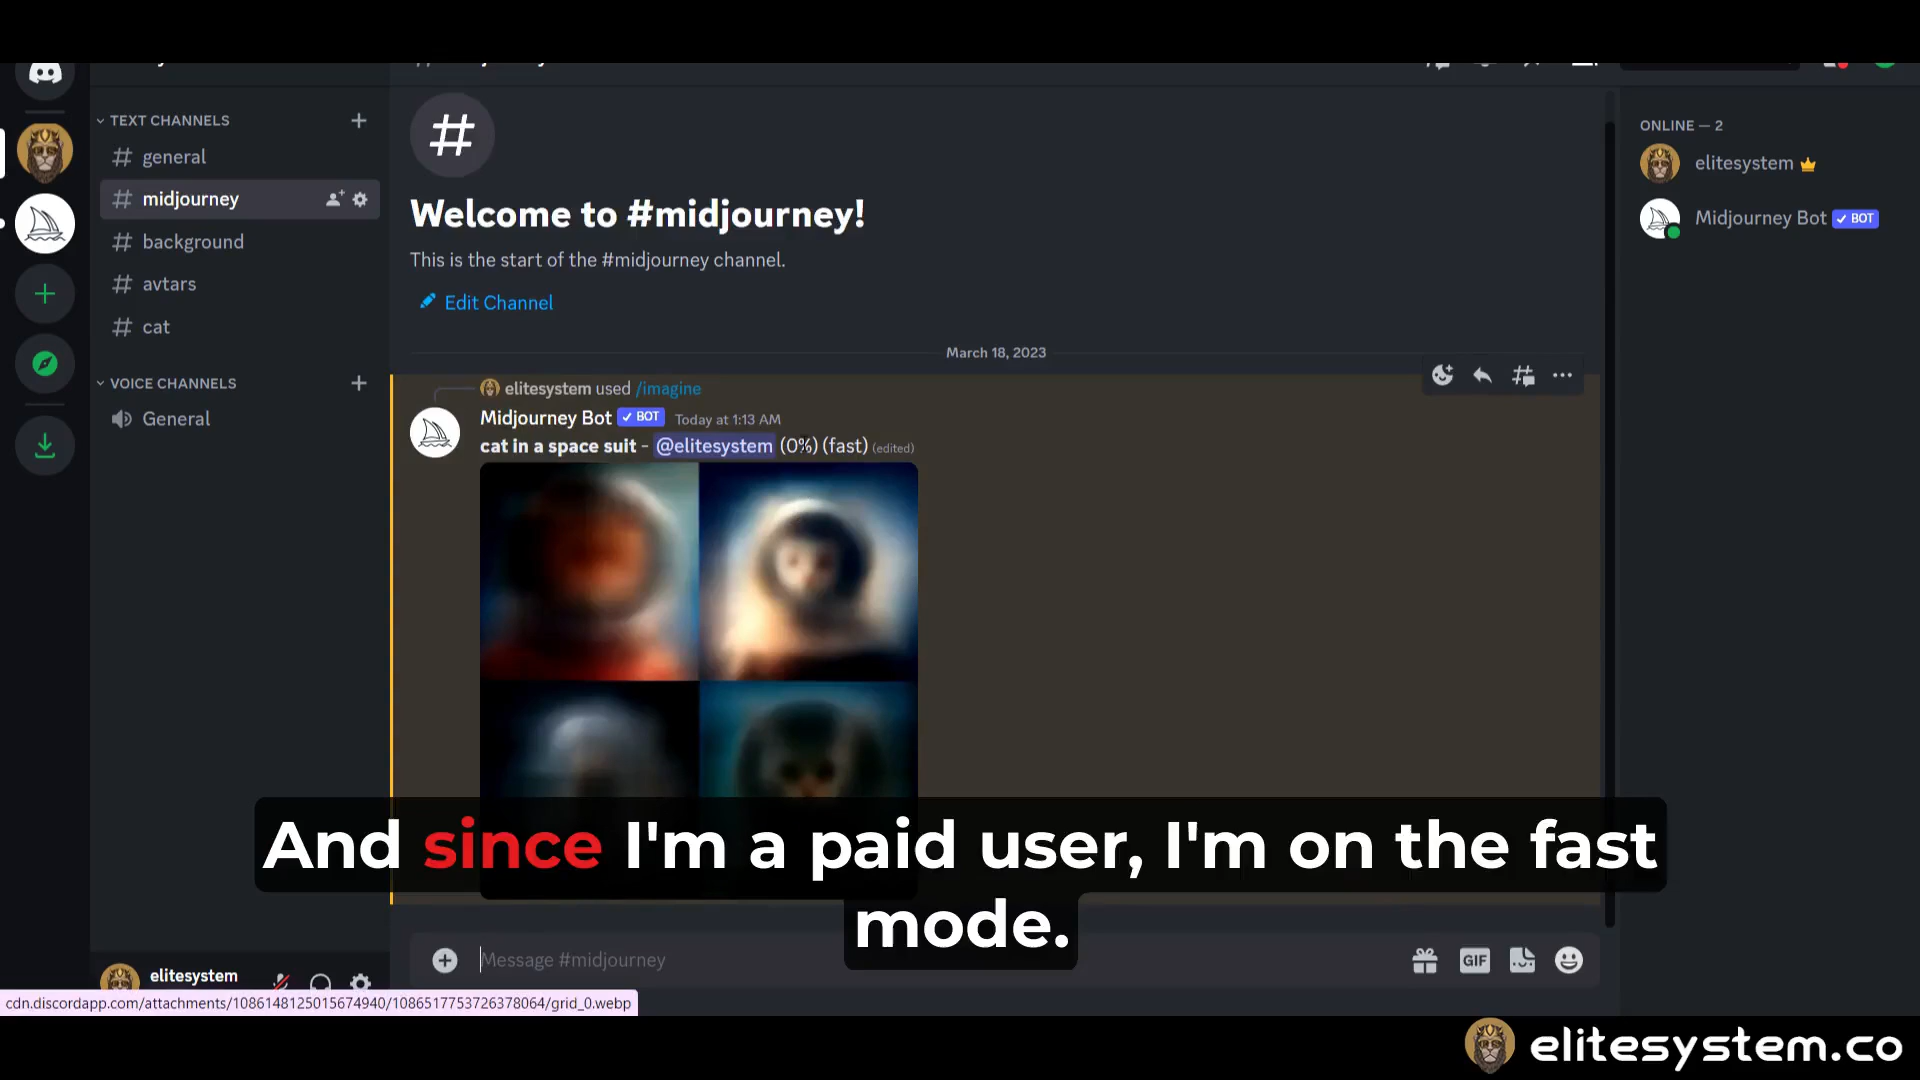 TEXT CHANNELS
general
midjourney
background
avtars
cat
VOICE CHANNELS
General
elitesystem
Welcome to #midjourney!
This is the start of the #midjourney channel.
Edit Channel
March 18, 2023
elitesystem used /imagine
Midjourney Bot BOT Today at 1:13 AM
cat in a space suit - @elitesystem (0%) (fast) (edited)
And since I'm a paid user, I'm on the fast
mode.
Message #midjourney
GIF
ONLINE — 2
elitesystem
Midjourney Bot BOT
cdn.discordapp.com/attachments/1086148125015674940/1086517753726378064/grid_0.webp
elitesystem.co